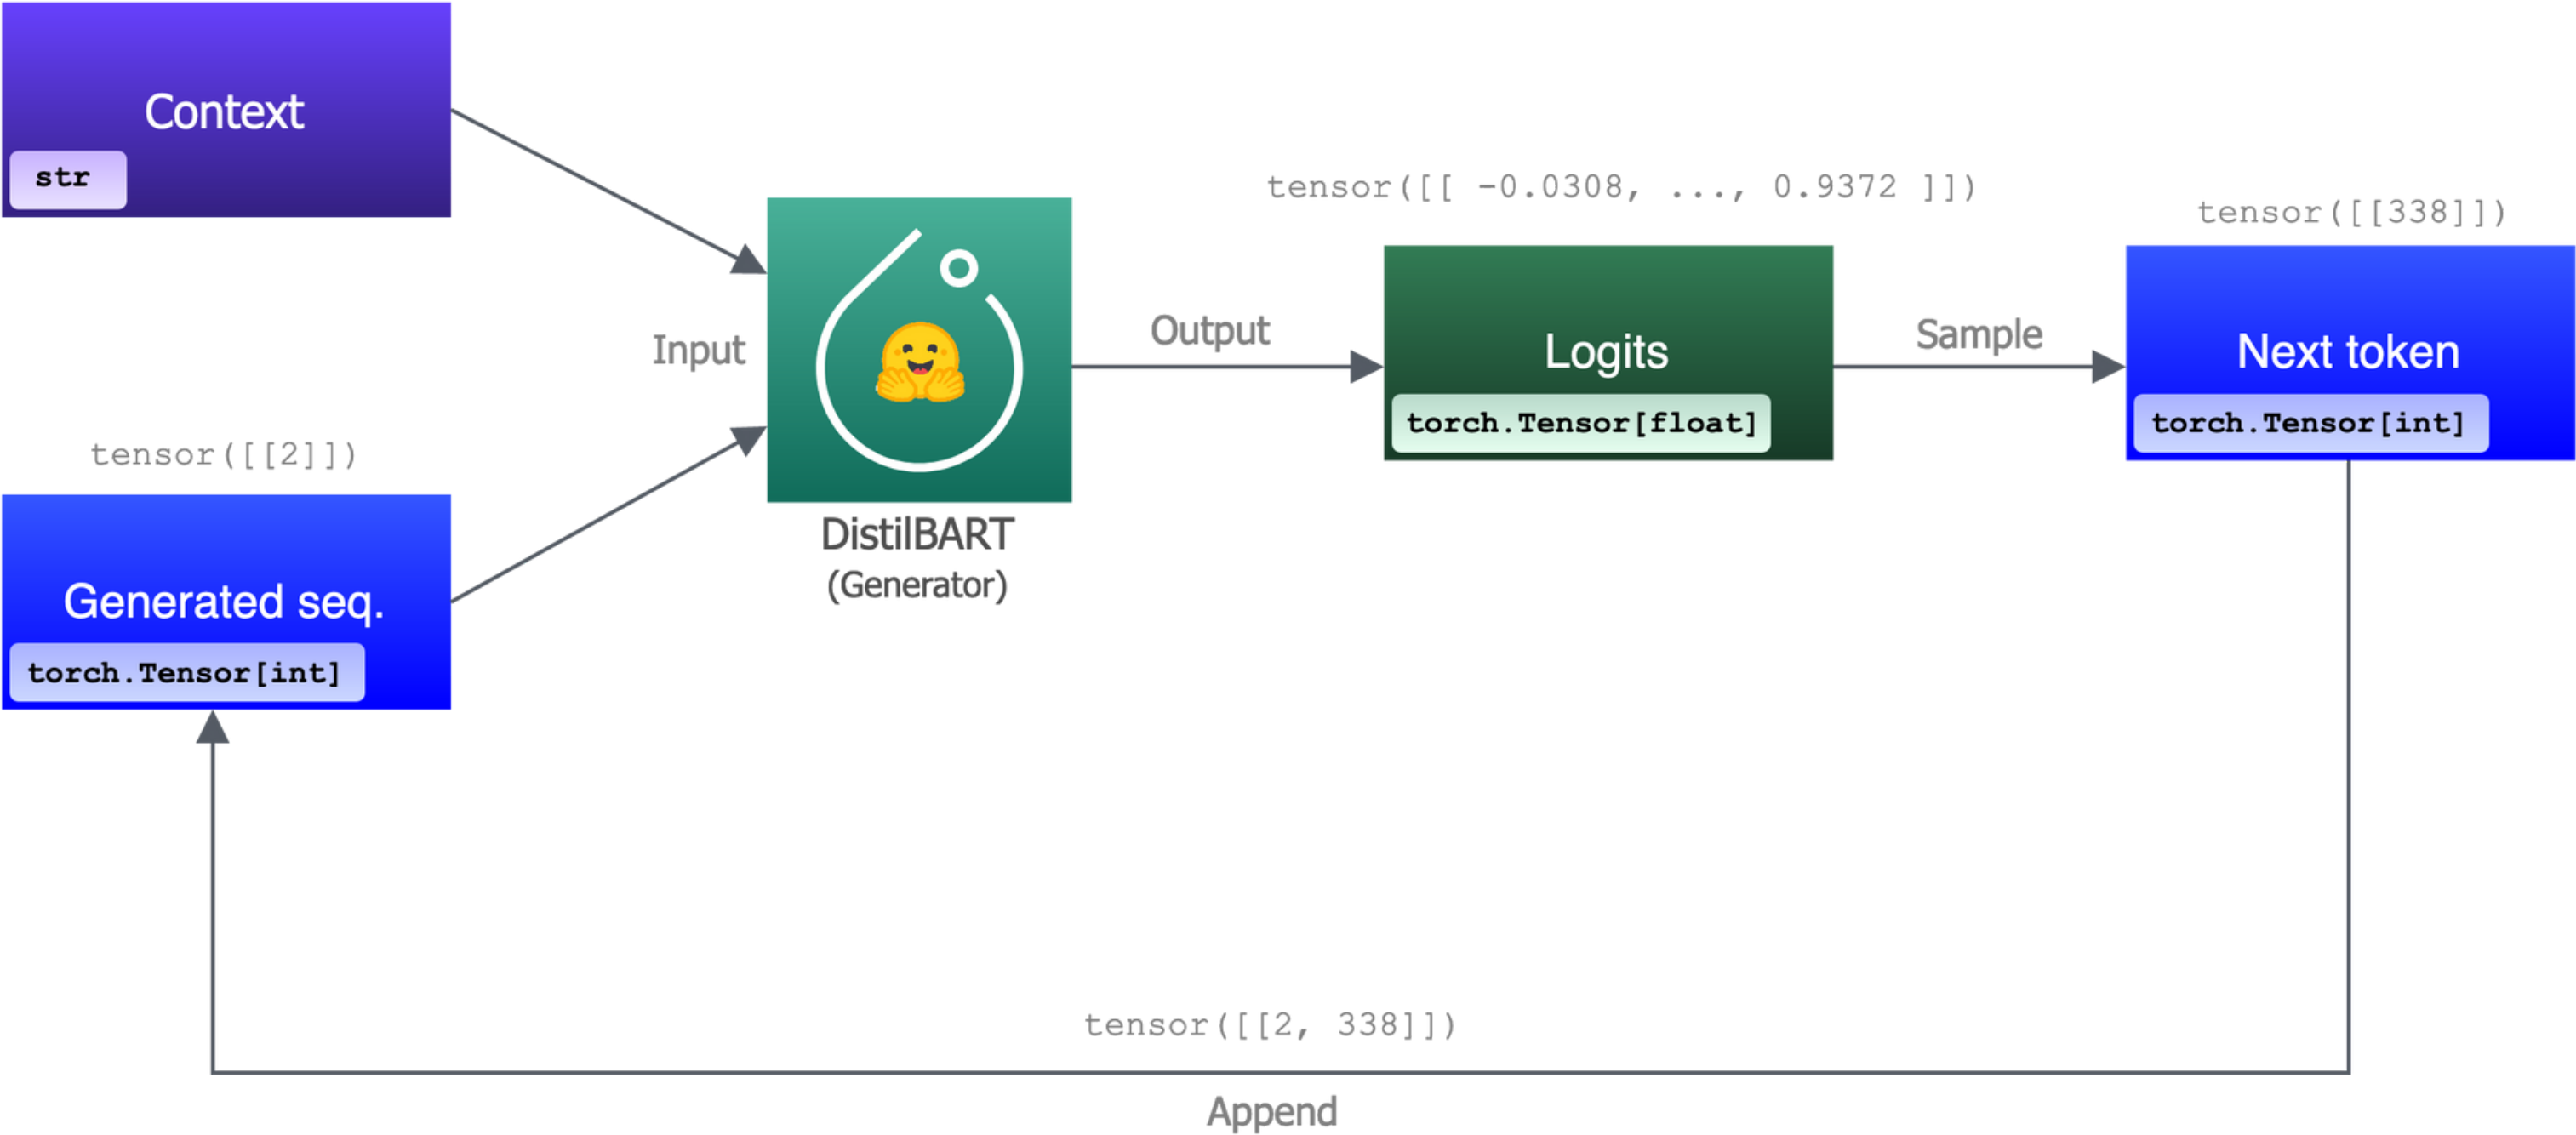 Context
str
Input
tensor([[2]])
Generated seq.
torch.Tensor[int]
DistilBART
(Generator)
Output
tensor([[ -0.0308, ..., 0.9372 ]])
Logits
torch.Tensor[float]
Sample
tensor([[338]])
Next token
torch.Tensor[int]
tensor([[2, 338]])
Append